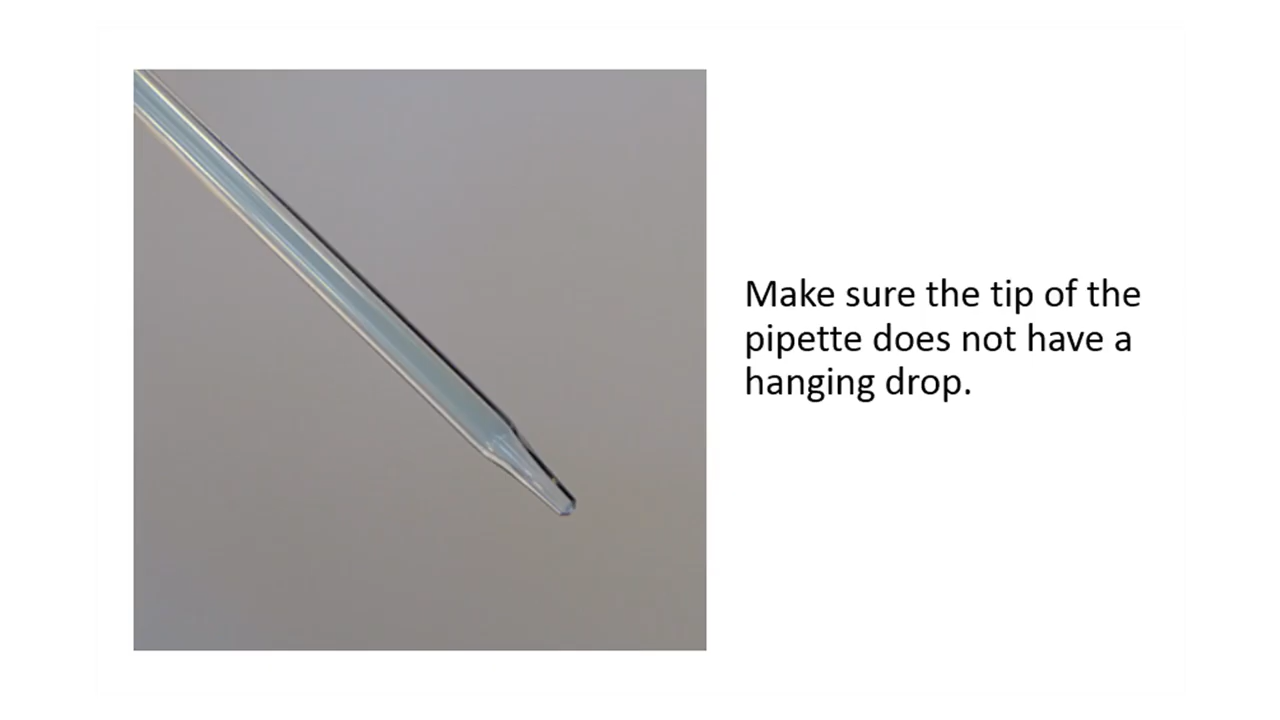 Make sure the tip of the
pipette does not have a
hanging drop.